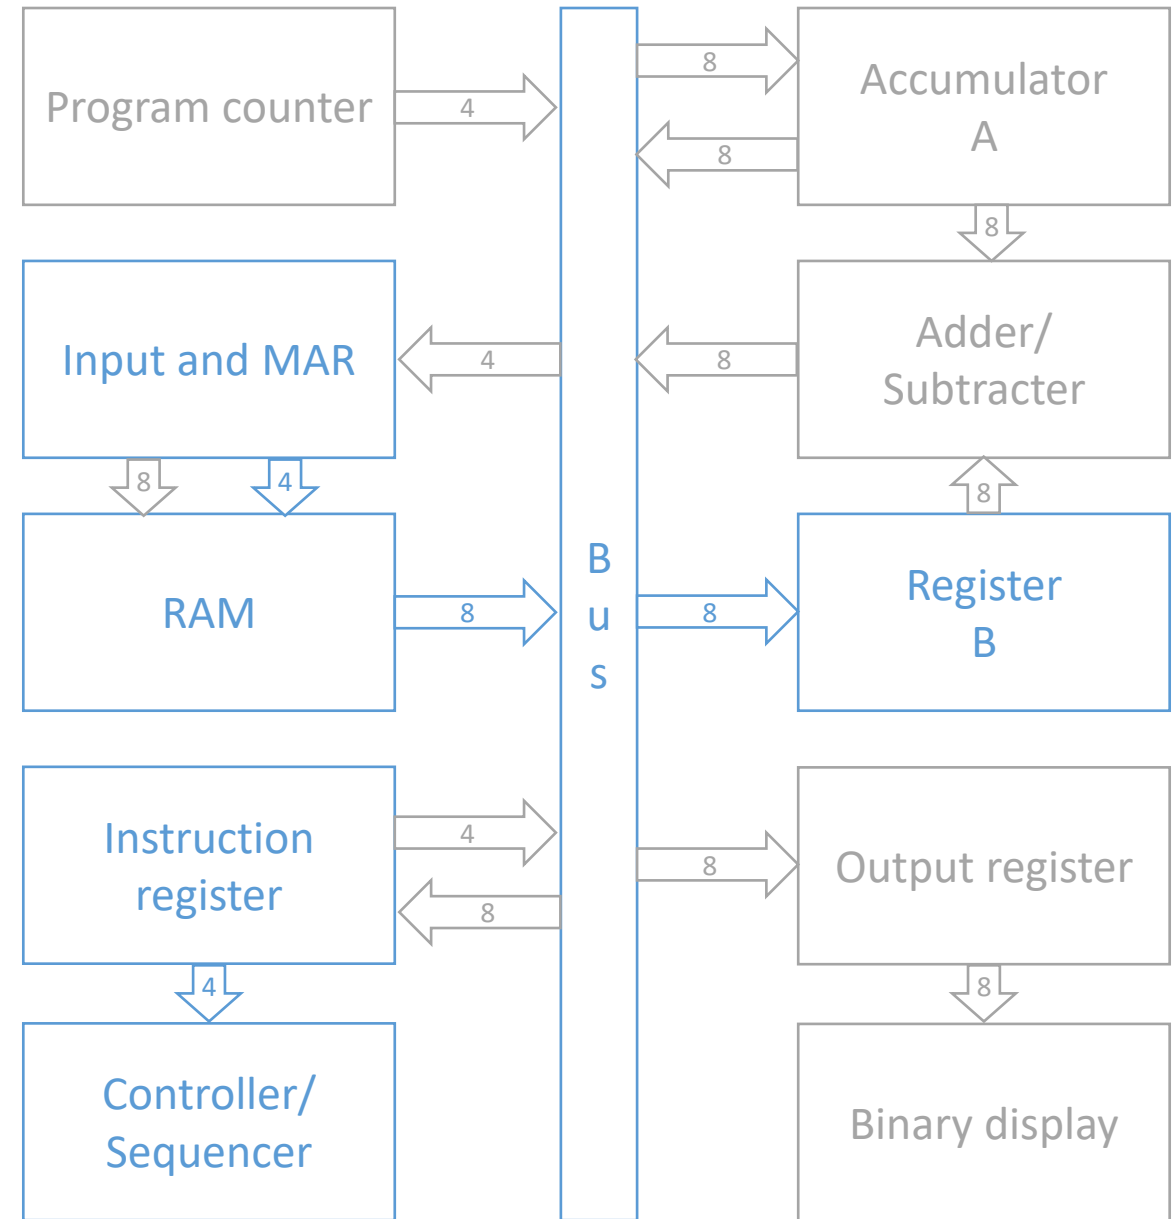 Program counter
4
8
Accumulator
A
8
8
Input and MAR
4
8
Adder/
Subtracter
8
4
8
RAM
8
B
u
s
8
Register
B
Instruction
register
4
8
8
Output register
4
8
Controller/
Sequencer
Binary display